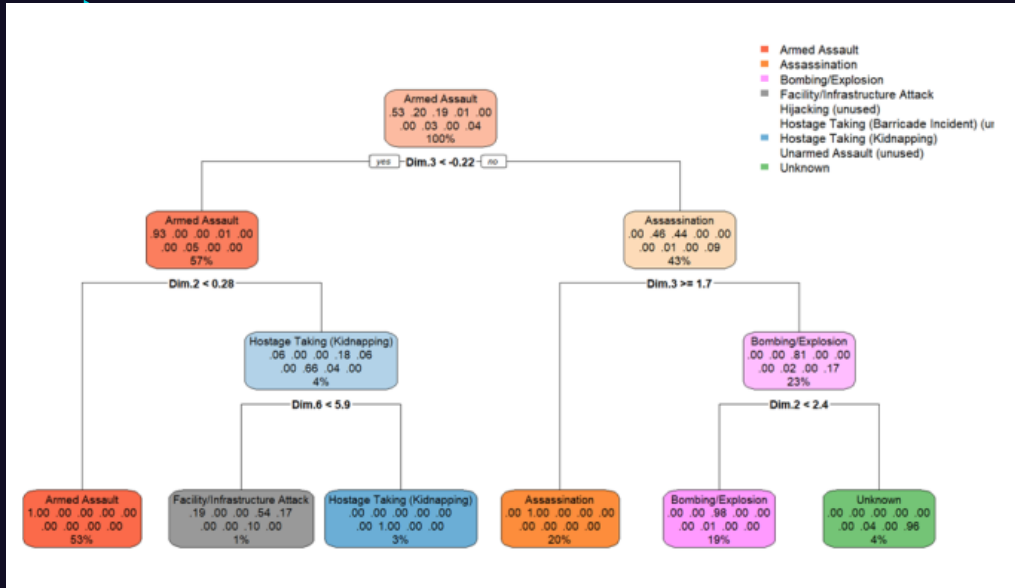 Armed Assault
Assassination
Bombing/Explosion
Facility/Infrastructure Attack
Hijacking (unused)
Hostage Taking (Barricade Incident) (ur
Hostage Taking (Kidnapping)
Unarmed Assault (unused)
Unknown
Armed Assault
.53 .20 .19 .01 .00
.00 .03 .00 .04
100%
yes Dim.3 < -0.22 no
Armed Assault
.93 .00 .00 .01 .00
.00 .05 .00 .00
57%
Dim.2 < 0.28
Assassination
.00 .46 .44 .00 .00
.00 .01 .00 .09
43%
Dim.3 >= 1.7
Hostage Taking (Kidnapping)
.06 .00 .00 .18 .06
.00 .66 .04 .00
4%
Dim.6 < 5.9
Bombing/Explosion
.00 .00 .81 .00 .00
.00 .02 .00 .17
23%
Dim.2 < 2.4
Armed Assault
1.00 .00 .00 .00 .00
.00 .00 .00 .00
53%
Facility/Infrastructure Attack
.19 .00 .00 .54 .17
.00 .00 .10 .00
1%
Hostage Taking (Kidnapping)
.00 .00 .00 .00 .00
.00 1.00 .00 .00
3%
Assassination
.00 1.00 .00 .00 .00
.00 .00 .00 .00
20%
Bombing/Explosion
.00 .00 .98 .00 .00
.00 .01 .00 .00
19%
Unknown
.00 .00 .00 .00 .00
.00 .04 .00 .96
4%